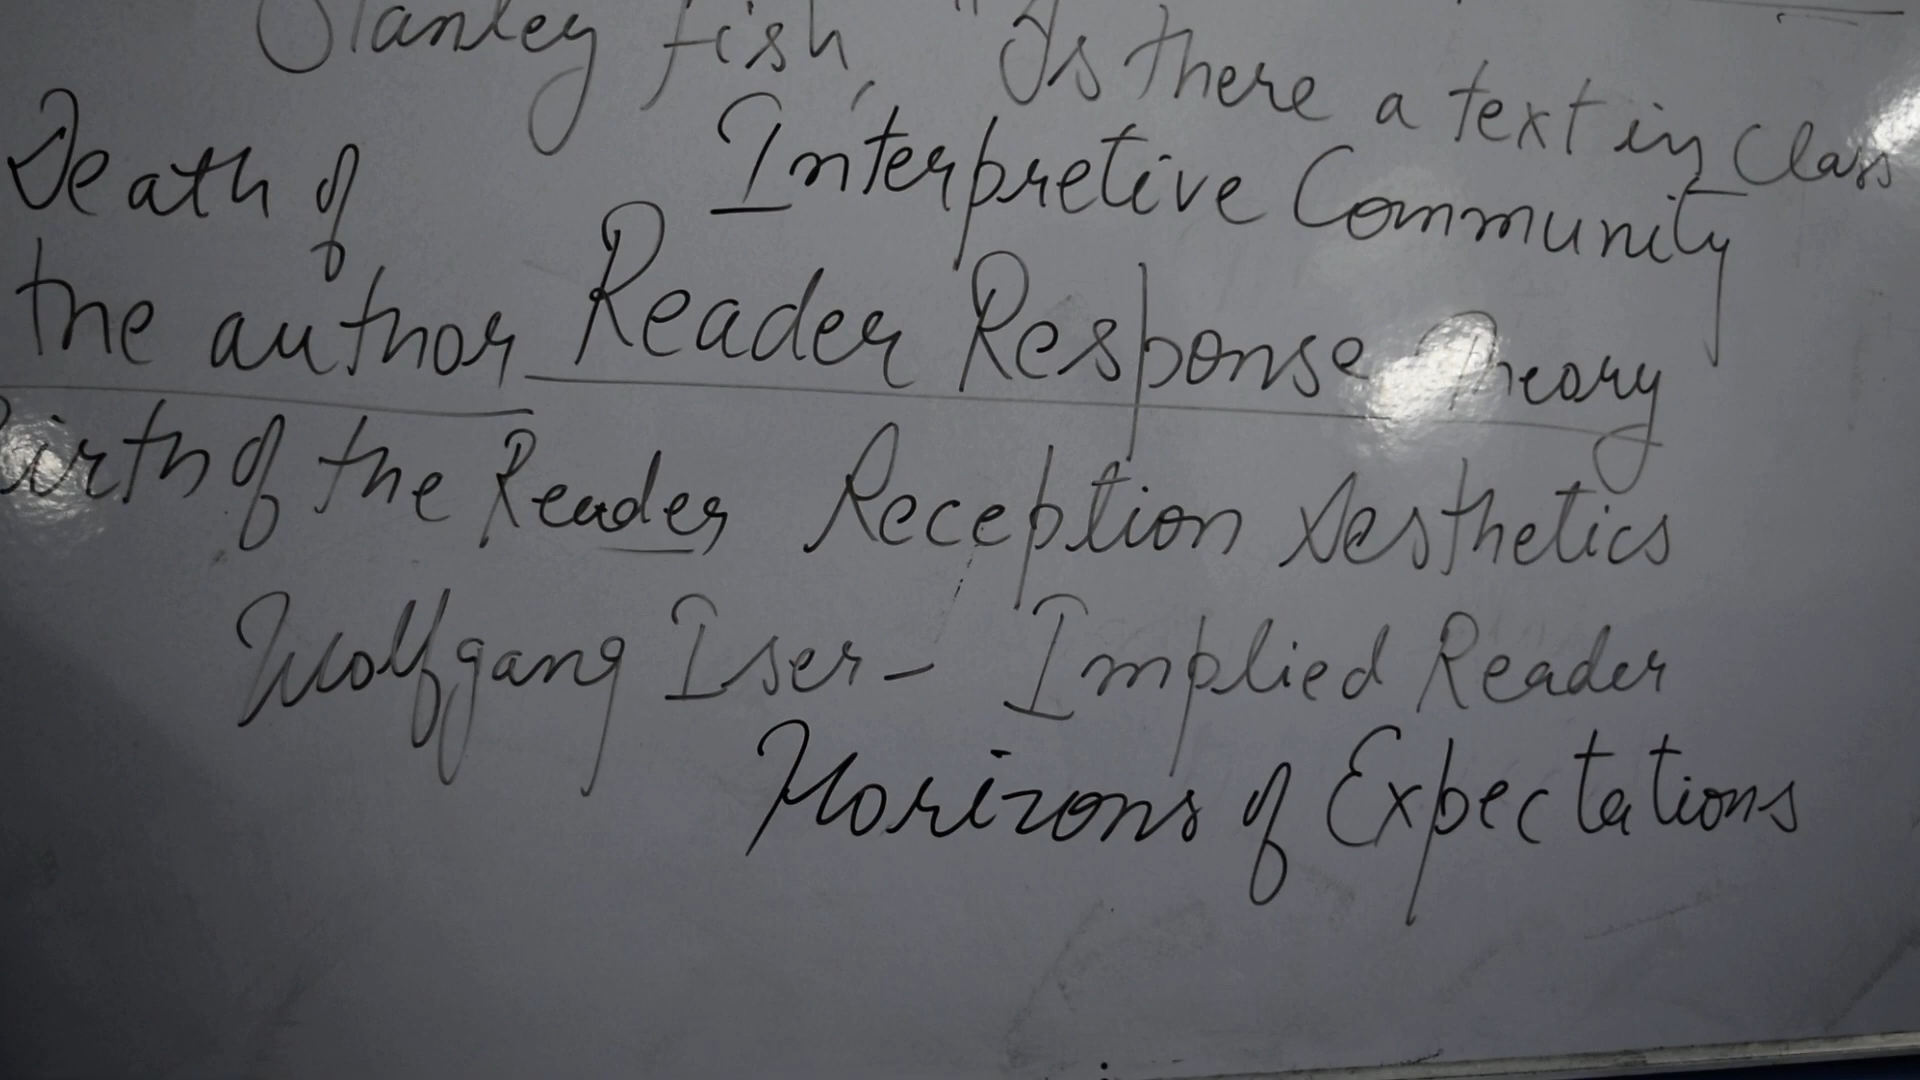 Stanley Fish, "Is there a text in class
Interpretive Community
Death of
the author
Reader Response Theory
Birth of the Reader
Reception Aesthetics
Wolfgang Iser - Implied Reader
Horizons of Expectations